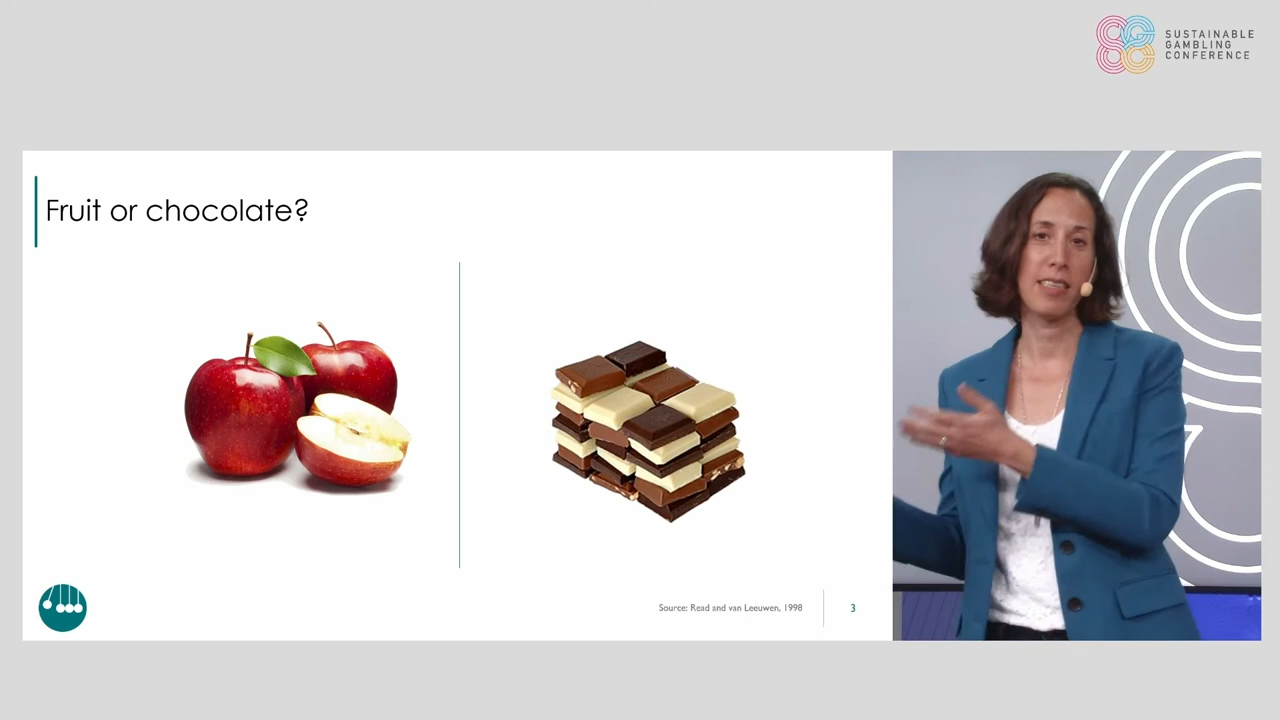 SUSTAINABLE
GAMBLING
CONFERENCE
Fruit or chocolate?
Source: Read and van Leeuwen, 1998
3